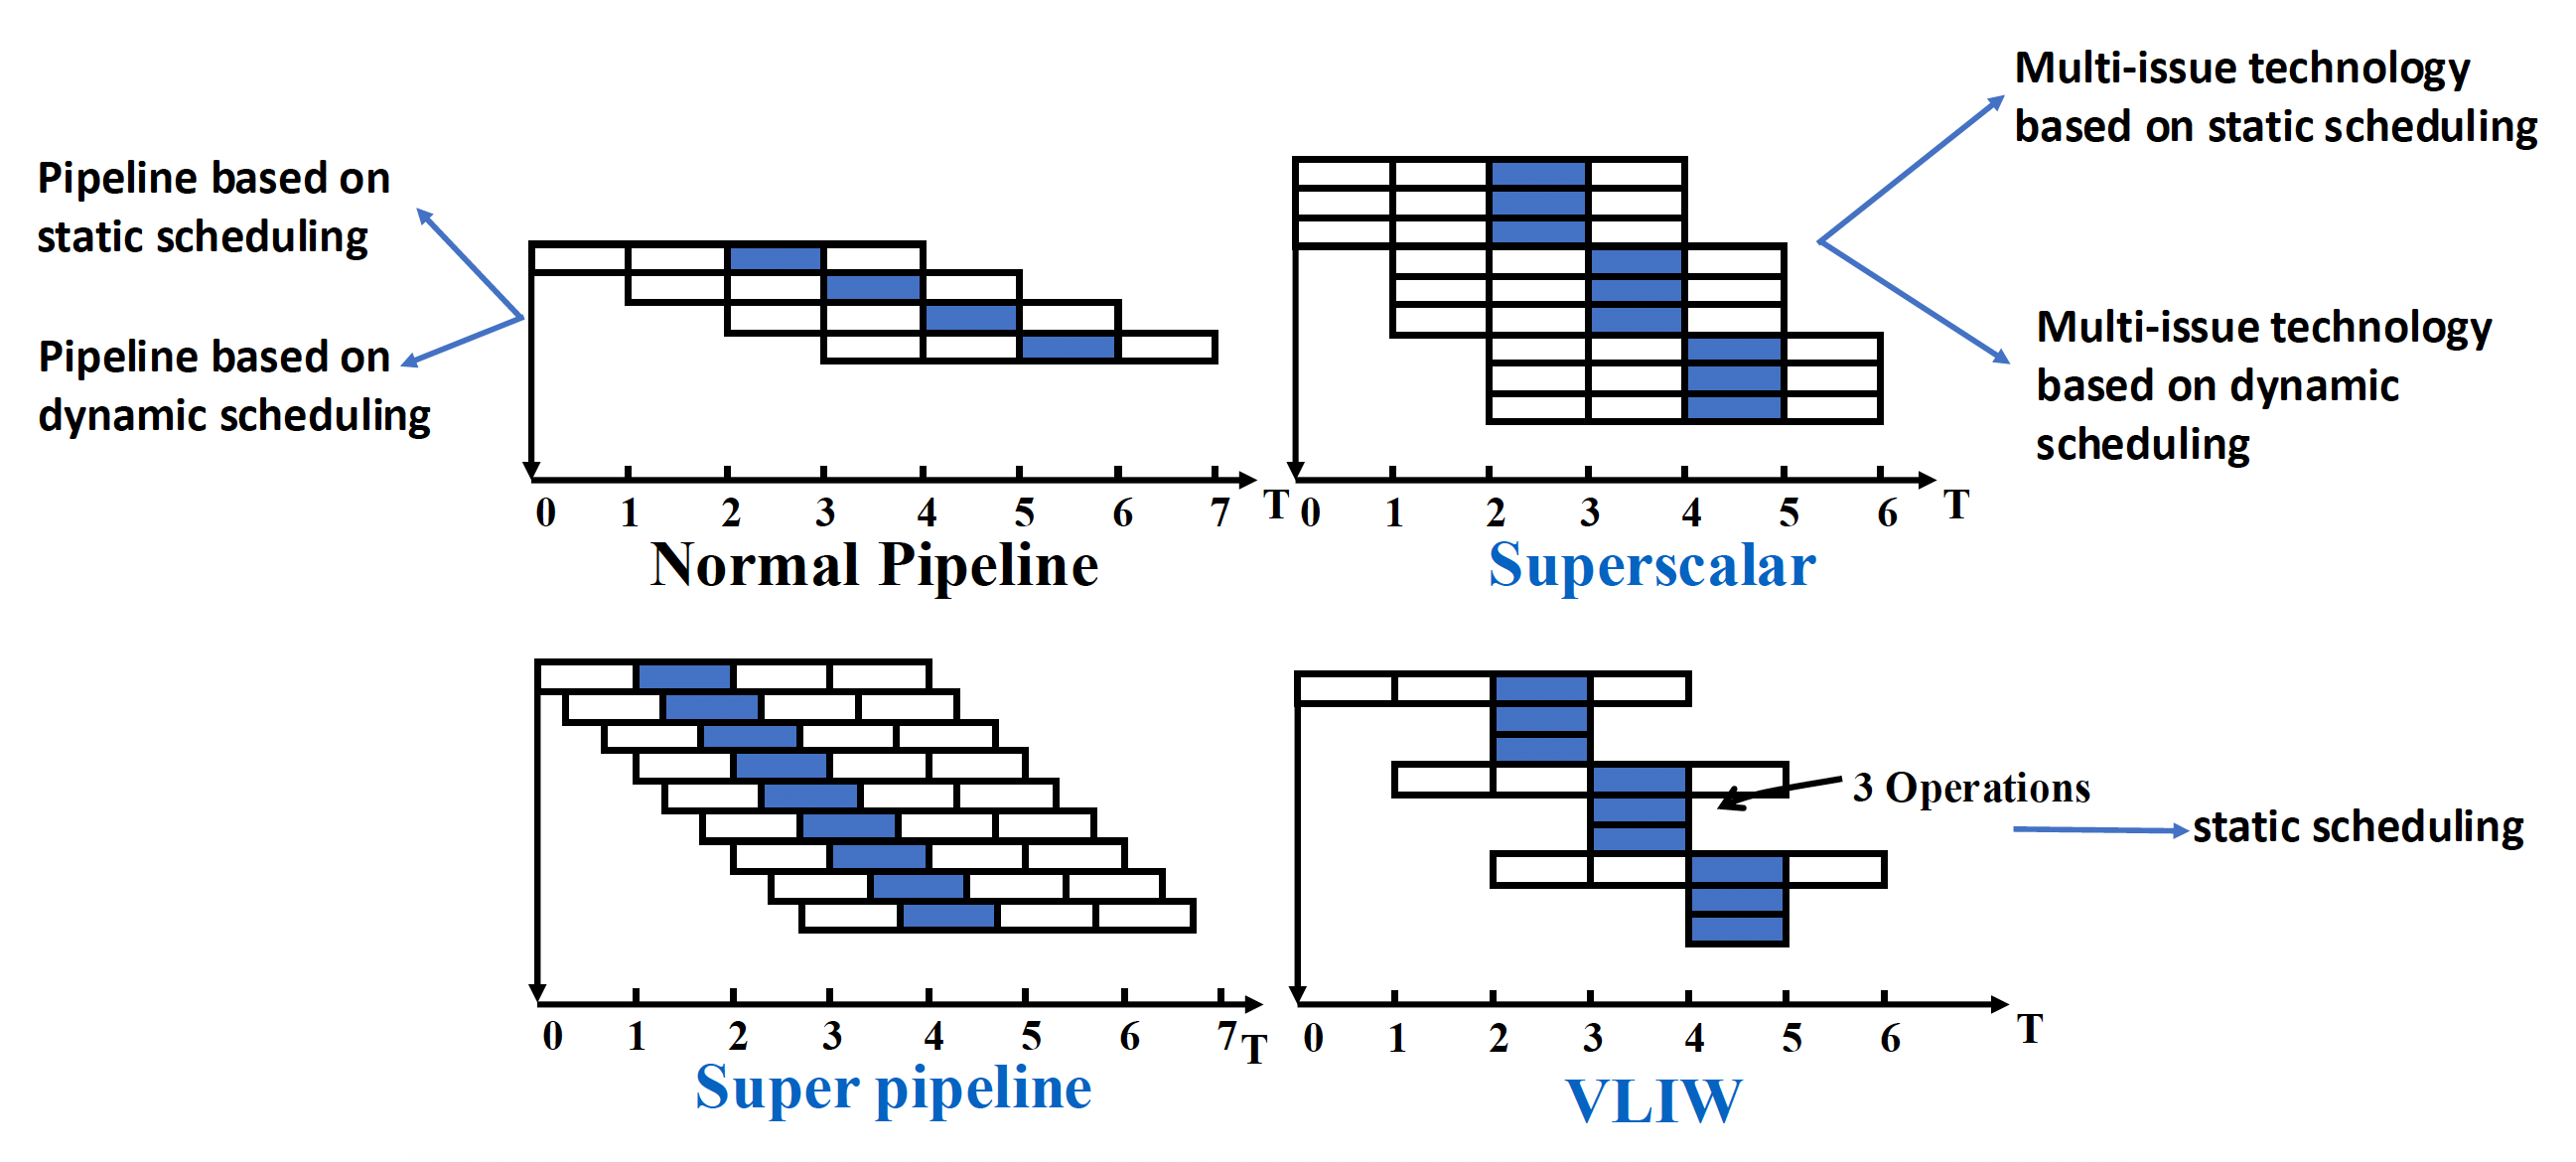 Pipeline based on
static scheduling
Pipeline based on
dynamic scheduling
0 1 2 3 4 5 6 7 T
Normal Pipeline
Multi-issue technology
based on static scheduling
Multi-issue technology
based on dynamic
scheduling
0 1 2 3 4 5 6 T
Superscalar
0 1 2 3 4 5 6 7 T
Super pipeline
3 Operations
static scheduling
0 1 2 3 4 5 6 T
VLIW